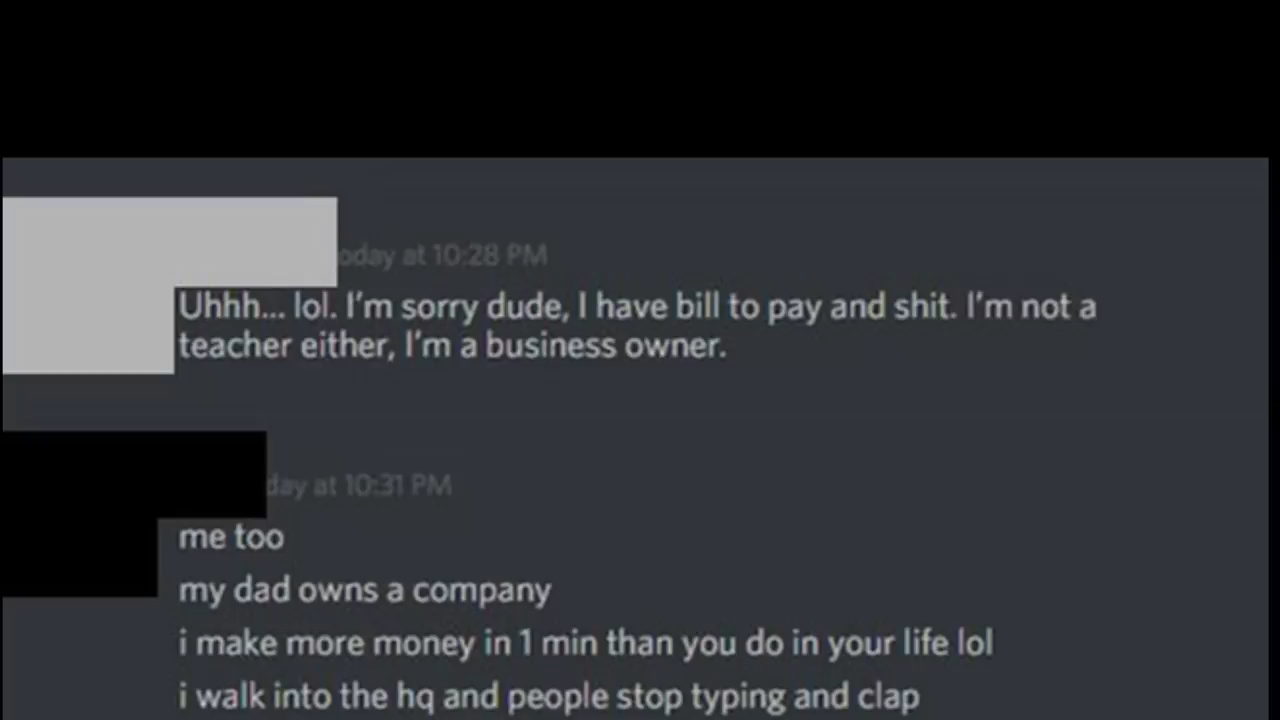 oday at 10:28 PM
Uhhh... lol. I'm sorry dude, I have bill to pay and shit. I'm not a
teacher either, I'm a business owner.
day at 10:31 PM
me too
my dad owns a company
i make more money in 1 min than you do in your life lol
i walk into the hq and people stop typing and clap